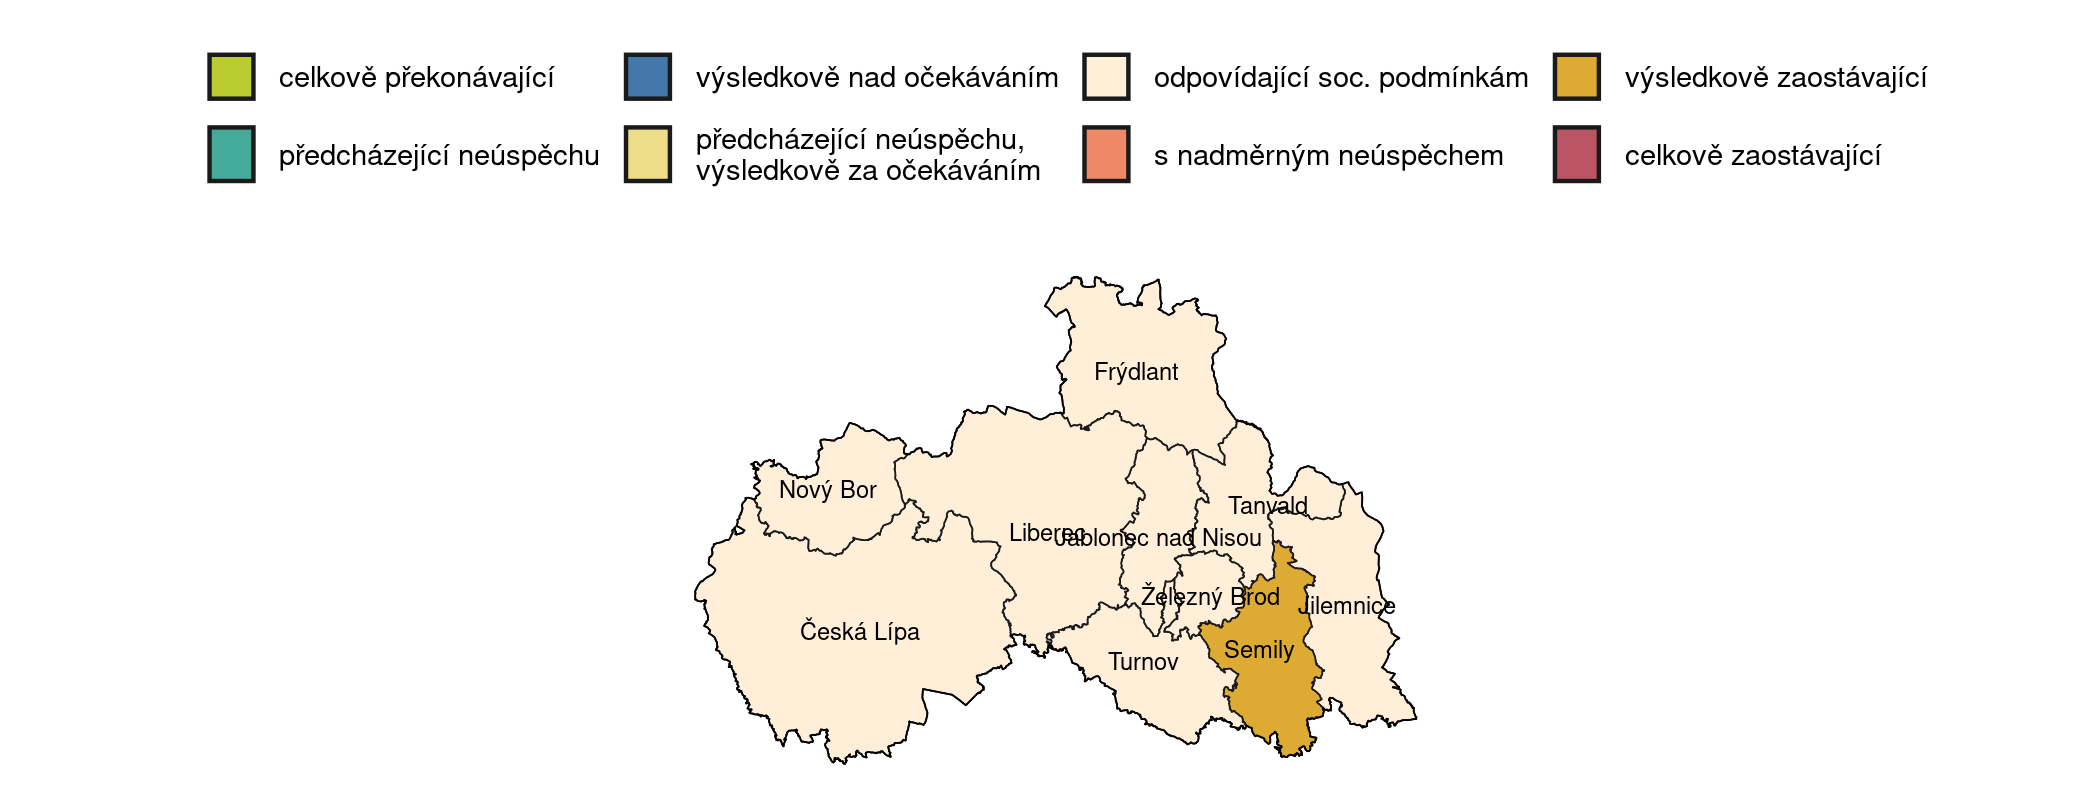 celkově překonávající
výsledkově nad očekáváním
odpovídající soc. podmínkám
výsledkově zaostávající
předcházející neúspěchu
předcházející neúspěchu,
výsledkově za očekáváním
s nadměrným neúspěchem
celkově zaostávající
Frýdlant
Nový Bor
Tanvald
Liberec
Jablonec nad Nisou
Železný Brod
Jilemnice
Česká Lípa
Semily
Turnov